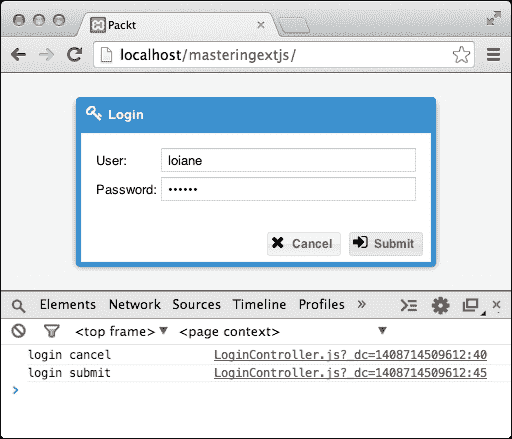 Packt
localhost/masteringextjs/
Login
User: loiane
Password: ••••••
Cancel Submit
Elements Network Sources Timeline Profiles »
<top frame> <page context>
login cancel LoginController.js?_dc=1408714509612:40
login submit LoginController.js?_dc=1408714509612:45
>